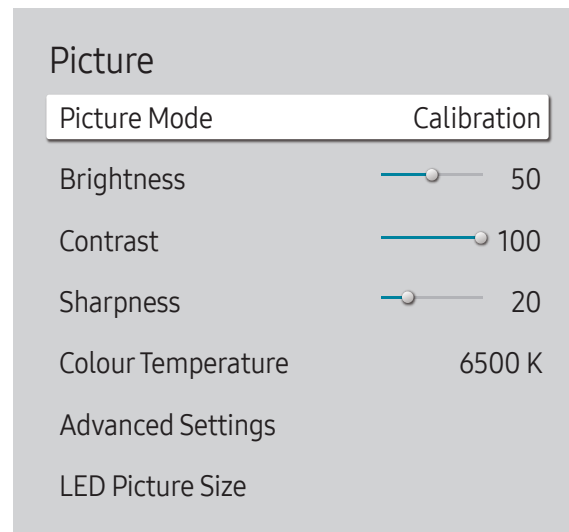 Picture
Picture Mode Calibration
Brightness 50
Contrast 100
Sharpness 20
Colour Temperature 6500 K
Advanced Settings
LED Picture Size